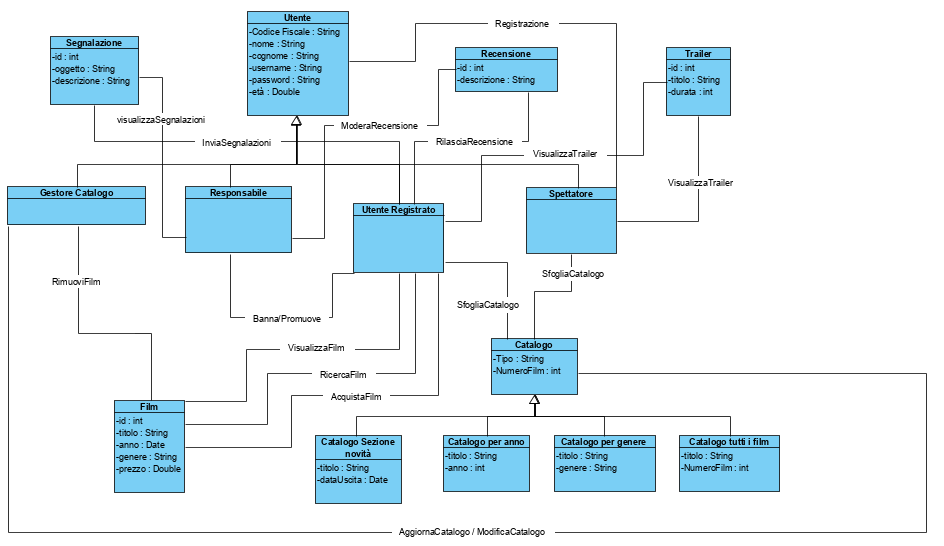 Utente
-Codice Fiscale : String
-nome : String
-cognome : String
-username : String
-password : String
-età : Double
Registrazione
Segnalazione
-id : int
-oggetto : String
-descrizione : String
Recensione
-id : int
-descrizione : String
Trailer
-id : int
-titolo : String
-durata : int
visualizzaSegnalazioni
ModeraRecensione
InviaSegnalazioni
RilasciaRecensione
VisualizzaTrailer
VisualizzaTrailer
Gestore Catalogo
Responsabile
Utente Registrato
Spettatore
RimuoviFilm
SfogliaCatalogo
SfogliaCatalogo
Banna/Promuove
VisualizzaFilm
RicercaFilm
AcquistaFilm
Catalogo
-Tipo : String
-NumeroFilm : int
Film
-id : int
-titolo : String
-anno : Date
-genere : String
-prezzo : Double
Catalogo Sezione
novità
-titolo : String
-dataUscita : Date
Catalogo per anno
-titolo : String
-anno : int
Catalogo per genere
-titolo : String
-genere : String
Catalogo tutti i film
-titolo : String
-NumeroFilm : int
AggiornaCatalogo / ModificaCatalogo